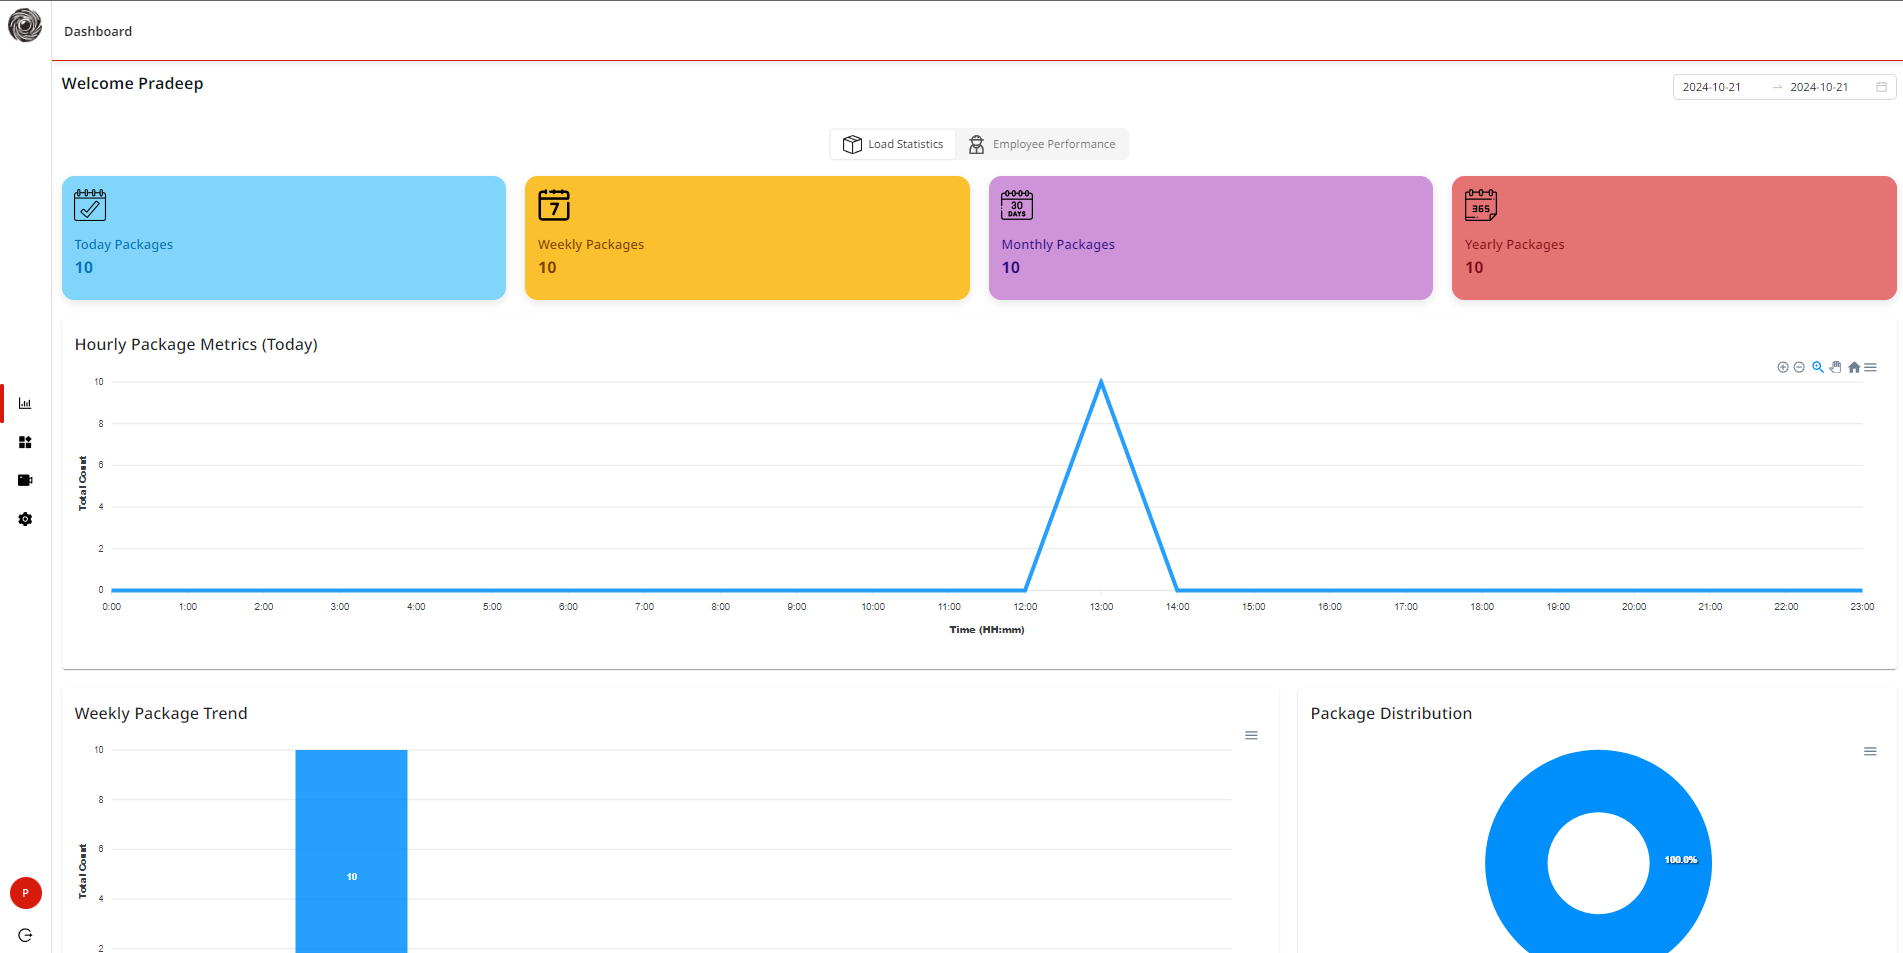 Dashboard
Welcome Pradeep
2024-10-21 → 2024-10-21
Load Statistics
Employee Performance
Today Packages
10
7
Weekly Packages
10
30
DAYS
Monthly Packages
10
365
Yearly Packages
10
Hourly Package Metrics (Today)
10
8
6
4
2
0
Total Count
0:00 1:00 2:00 3:00 4:00 5:00 6:00 7:00 8:00 9:00 10:00 11:00 12:00 13:00 14:00 15:00 16:00 17:00 18:00 19:00 20:00 21:00 22:00 23:00
Time (HH:mm)
Weekly Package Trend
10
8
6
4
2
Total Count
10
Package Distribution
100.0%
P